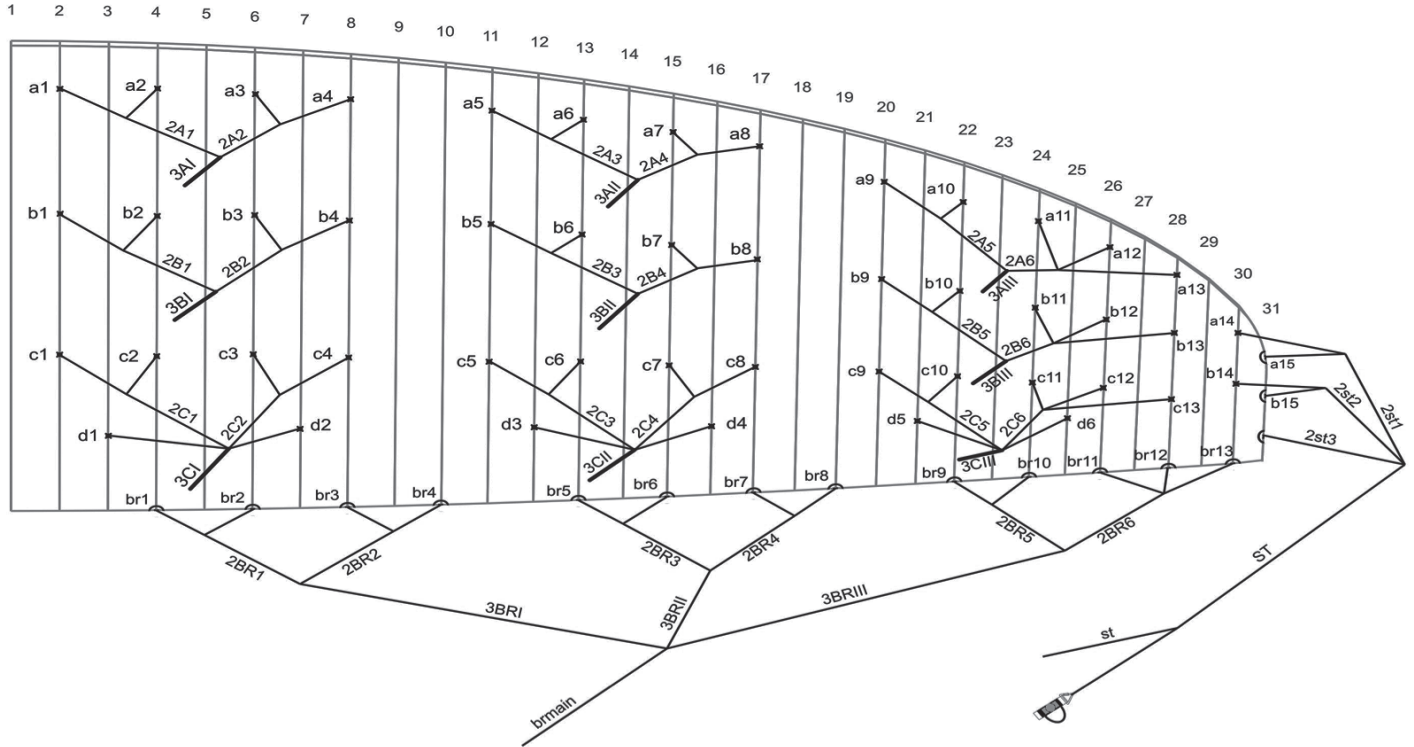 1 2 3 4 5 6 7 8 9 10 11 12 13 14 15 16 17 18 19 20 21 22 23 24 25 26 27 28 29 30 31
a1 a2 a3 a4 a5 a6 a7 a8 a9 a10 a11 a12 a13 a14 a15
2A1 2A2 2A3 2A4 2A5 2A6
3AI 3AII 3AIII
b1 b2 b3 b4 b5 b6 b7 b8 b9 b10 b11 b12 b13 b14 b15
2B1 2B2 2B3 2B4 2B5 2B6
3BI 3BII 3BIII
c1 c2 c3 c4 c5 c6 c7 c8 c9 c10 c11 c12 c13
2C1 2C2 2C3 2C4 2C5 2C6
d1 d2 d3 d4 d5 d6
3CI 3CII 3CIII
2st1 2st2 2st3
br1 br2 br3 br4 br5 br6 br7 br8 br9 br10 br11 br12 br13
2BR1 2BR2 2BR3 2BR4 2BR5 2BR6
3BRI 3BRII 3BRIII
ST
st
brmain